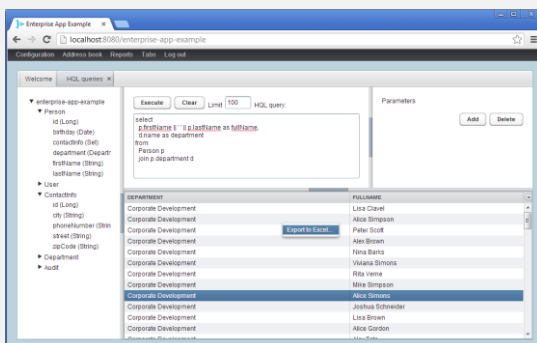 Enterprise App Example
localhost:8080/enterprise-app-example
Configuration Address book Reports Tabs Log out
Welcome HQL queries
enterprise-app-example
Person
id (Long)
birthday (Date)
contactInfo (Set)
department (Departr
firstName (String)
lastName (String)
User
ContactInfo
id (Long)
city (String)
phoneNumber (Strin
street (String)
zipCode (String)
Department
Audit
Execute Clear Limit 100 HQL query:
select
p.firstName ||' '|| p.lastName as fullName,
d.name as department
from
Person p
join p.department d
Parameters
Add Delete
DEPARTMENT FULLNAME
Corporate Development Lisa Clavel
Corporate Development Alice Simpson
Corporate Development Peter Scott
Export to Excel...
Corporate Development Alex Brown
Corporate Development Nina Barks
Corporate Development Viviana Simons
Corporate Development Rita Verne
Corporate Development Mike Simpson
Corporate Development Alice Simons
Corporate Development Joshua Schneider
Corporate Development Lisa Brown
Corporate Development Alice Gordon